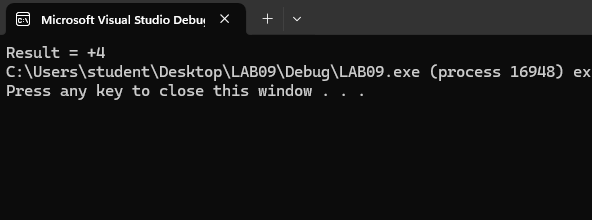 Microsoft Visual Studio Debug
Result = +4
C:\Users\student\Desktop\LAB09\Debug\LAB09.exe (process 16948) ex
Press any key to close this window . . .